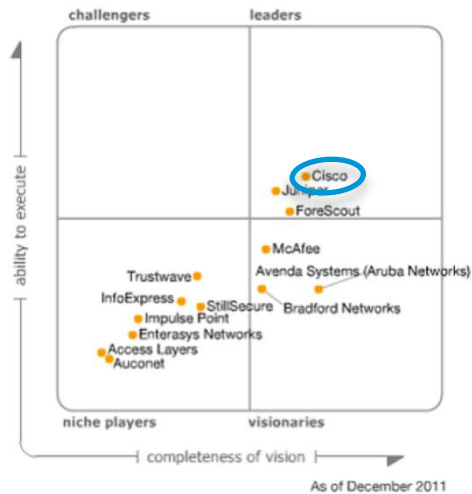 challengers
leaders
ability to execute
Cisco
Juniper
ForeScout
McAfee
Avenda Systems (Aruba Networks)
Trustwave
InfoExpress
StillSecure
Bradford Networks
Impulse Point
Enterasys Networks
Access Layers
Auconet
niche players
visionaries
completeness of vision
As of December 2011